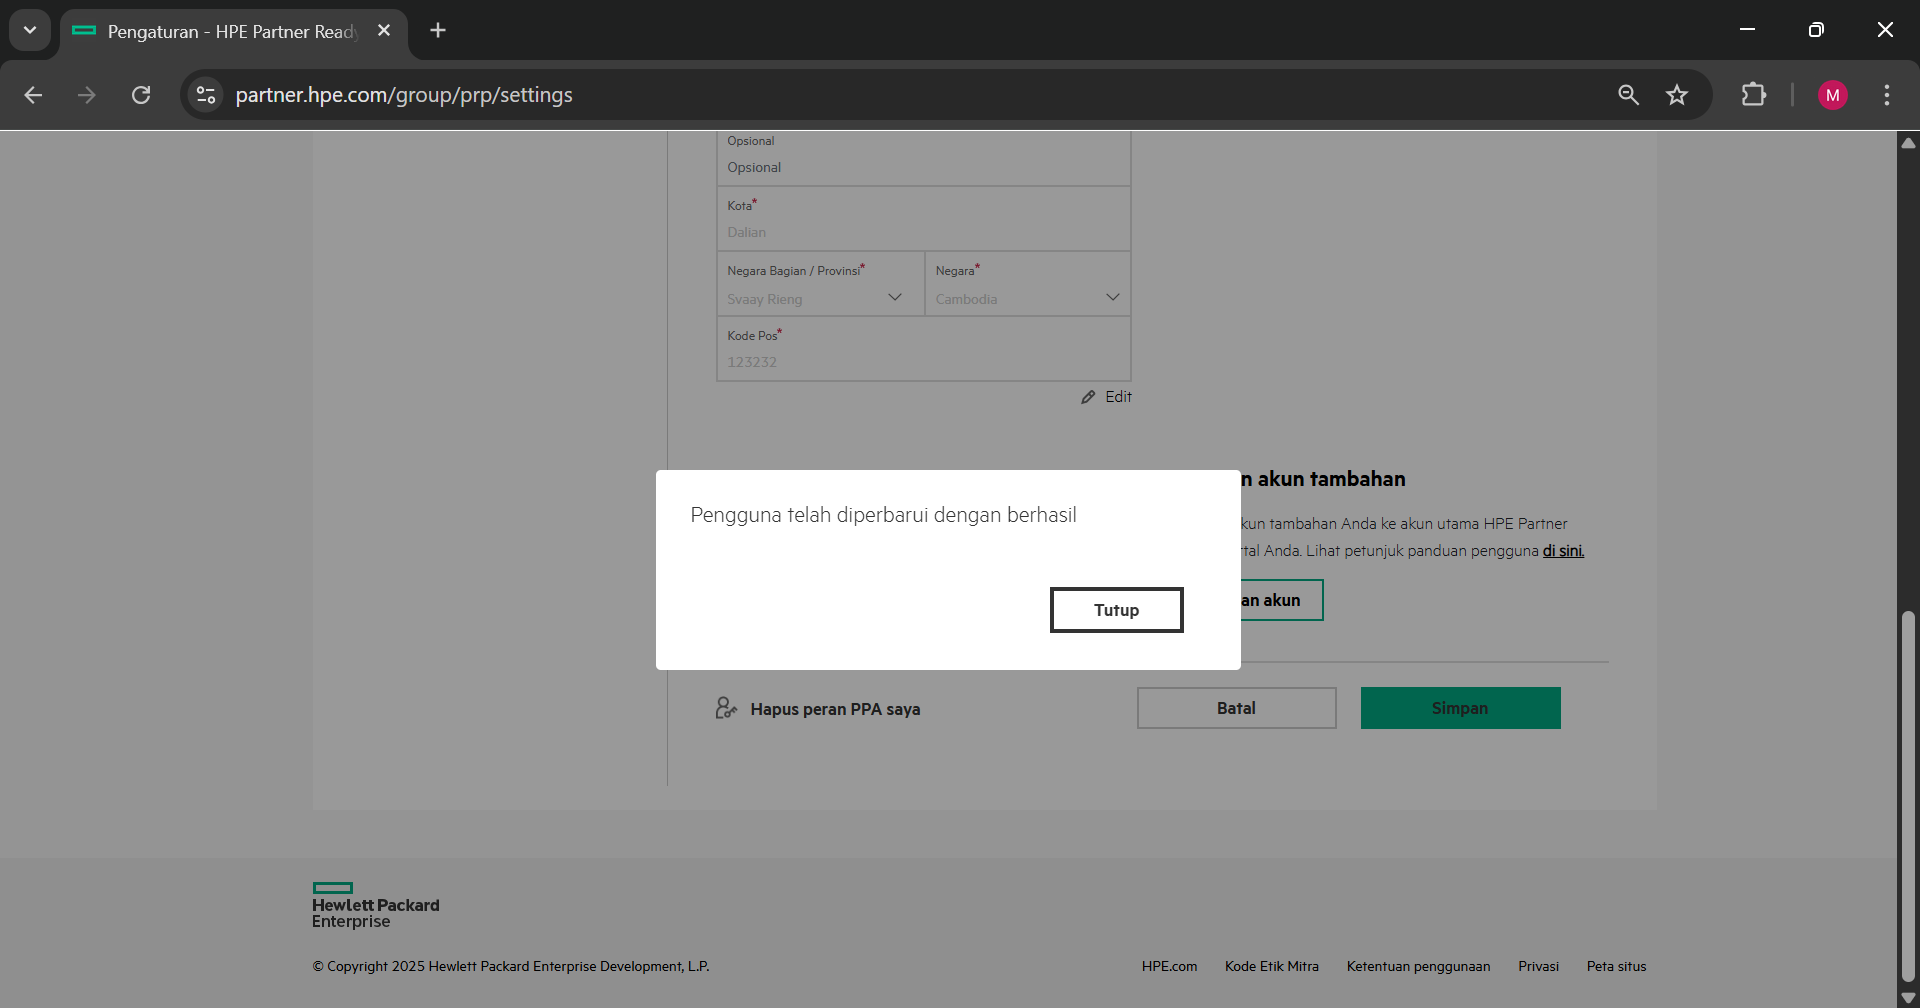 Pengaturan - HPE Partner Read
partner.hpe.com/group/prp/settings
M
Opsional
Opsional
Kota*
Dalian
Negara Bagian / Provinsi*
Negara*
Svaay Rieng
Cambodia
Kode Pos*
123232
Edit
n akun tambahan
kun tambahan Anda ke akun utama HPE Partner
tal Anda. Lihat petunjuk panduan pengguna di sini.
an akun
Pengguna telah diperbarui dengan berhasil
Tutup
Hapus peran PPA saya
Batal
Simpan
Hewlett Packard
Enterprise
© Copyright 2025 Hewlett Packard Enterprise Development, L.P.
HPE.com
Kode Etik Mitra
Ketentuan penggunaan
Privasi
Peta situs